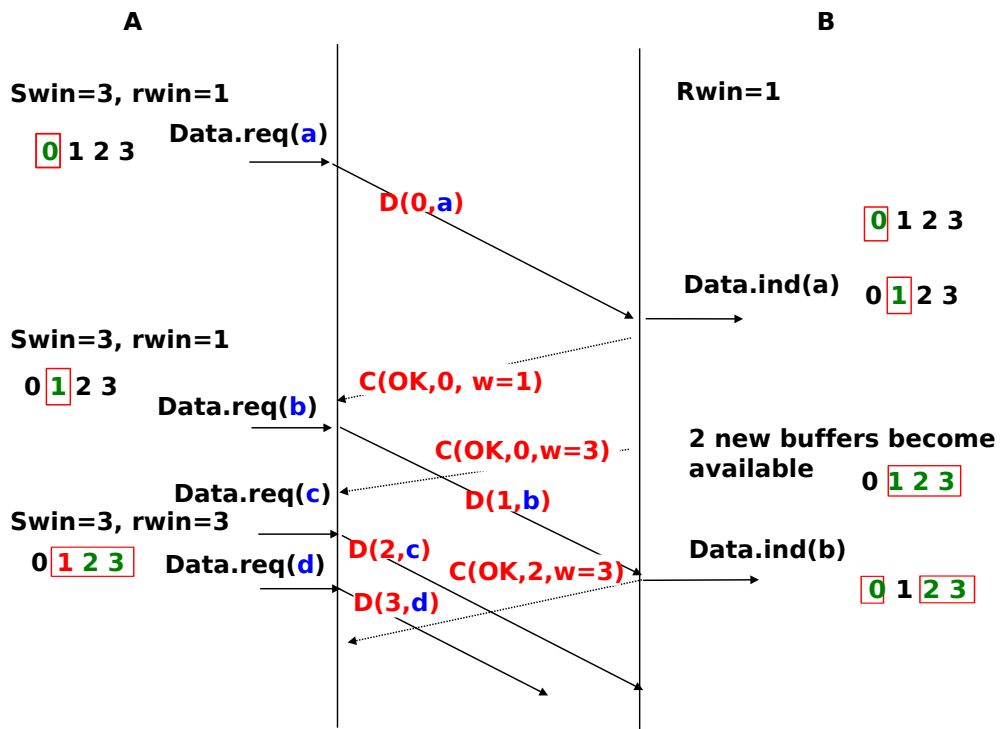 A
B
Swin=3, rwin=1
Rwin=1
Data.req(a)
0 1 2 3
D(0,a)
0 1 2 3
Data.ind(a)
0 1 2 3
Swin=3, rwin=1
0 1 2 3
C(OK,0, w=1)
Data.req(b)
2 new buffers become
available
C(OK,0,w=3)
0 1 2 3
Data.req(c)
D(1,b)
Swin=3, rwin=3
D(2,c)
Data.ind(b)
0 1 2 3
Data.req(d)
C(OK,2,w=3)
0 1 2 3
D(3,d)